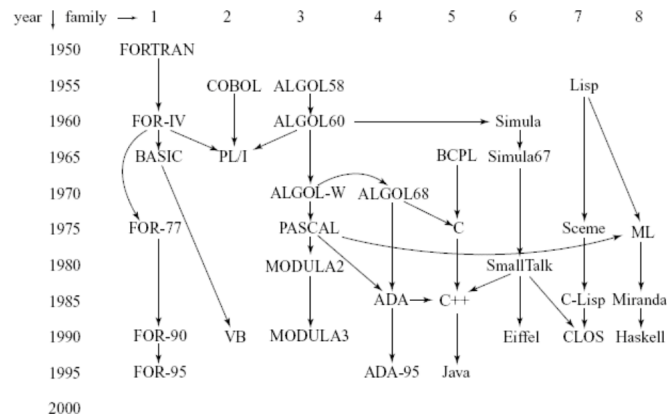 year family 1 2 3 4 5 6 7 8
1950 FORTRAN
1955 COBOL ALGOL58 Lisp
1960 FOR-IV ALGOL60 Simula
1965 BASIC PL/I BCPL Simula67
1970 ALGOL-W ALGOL68
1975 FOR-77 PASCAL C Sceme ML
1980 MODULA2 SmallTalk
1985 ADA C++ C-Lisp Miranda
1990 FOR-90 VB MODULA3 Eiffel CLOS Haskell
1995 FOR-95 ADA-95 Java
2000